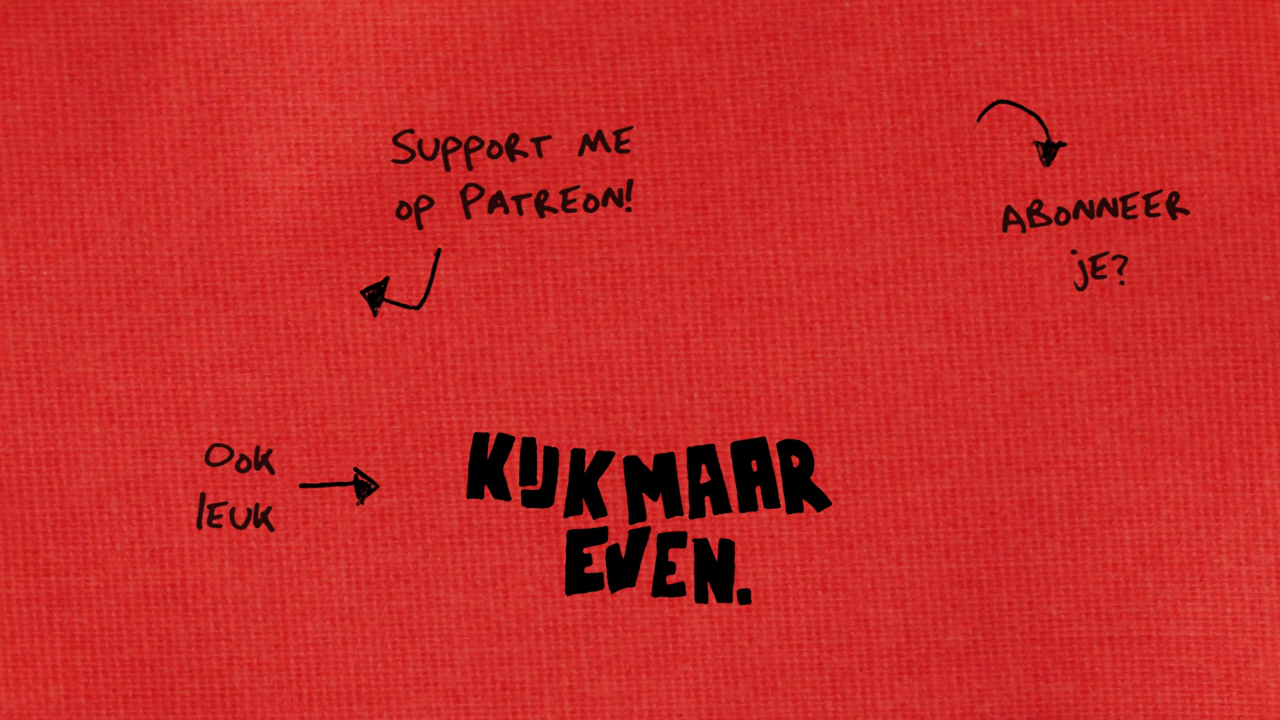 SUPPORT ME
OP PATREON!
ABONNEER
JE?
OOK
LEUK
KIJK MAAR
EVEN.